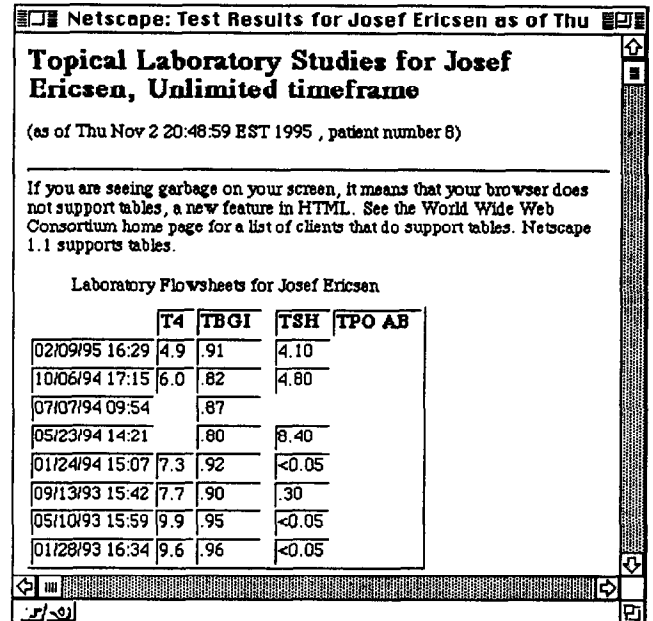 Netscape: Test Results for Josef Ericsen as of Thu
Topical Laboratory Studies for Josef
Ericsen, Unlimited timeframe
(as of Thu Nov 2 20:48:59 EST 1995 , patient number 8)
If you are seeing garbage on your screen, it means that your browser does
not support tables, a new feature in HTML. See the World Wide Web
Consortium home page for a list of clients that do support tables. Netscape
1.1 supports tables.
Laboratory Flowsheets for Josef Ericsen
T4 TBGI TSH TPO AB
02/09/95 16:29 4.9 .91 4.10
10/06/94 17:15 6.0 .82 4.80
07/07/94 09:54 .87
05/23/94 14:21 .80 8.40
01/24/94 15:07 7.3 .92 <0.05
09/13/93 15:42 7.7 .90 .30
05/10/93 15:59 9.9 .95 <0.05
01/28/93 16:34 9.6 .96 <0.05